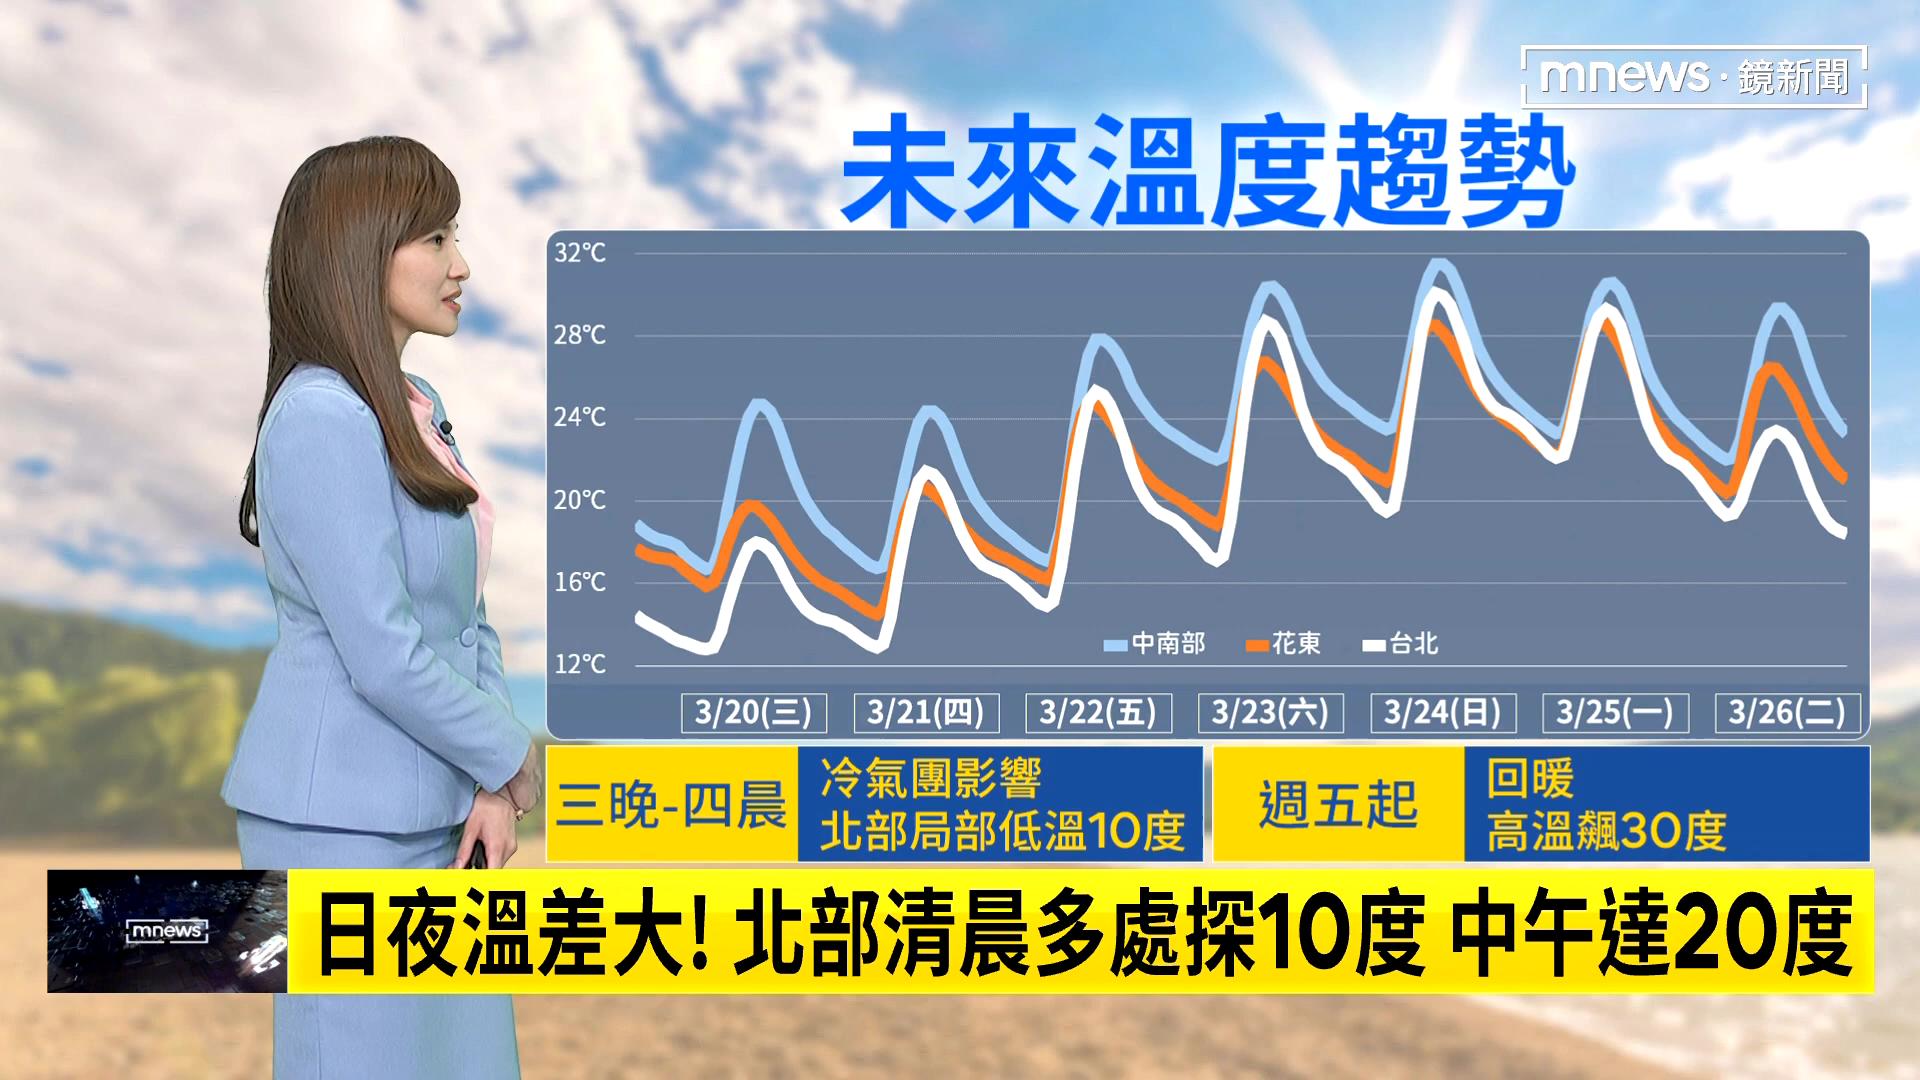 mnews·鏡新聞
未來溫度趨勢
32℃
28℃
24℃
20℃
16℃
12℃
中南部 花東 台北
3/20(三) 3/21(四) 3/22(五) 3/23(六) 3/24(日) 3/25(一) 3/26(二)
三晚-四晨
冷氣團影響
北部局部低溫10度
週五起
回暖
高溫飆30度
mnews
日夜溫差大! 北部清晨多處探10度 中午達20度